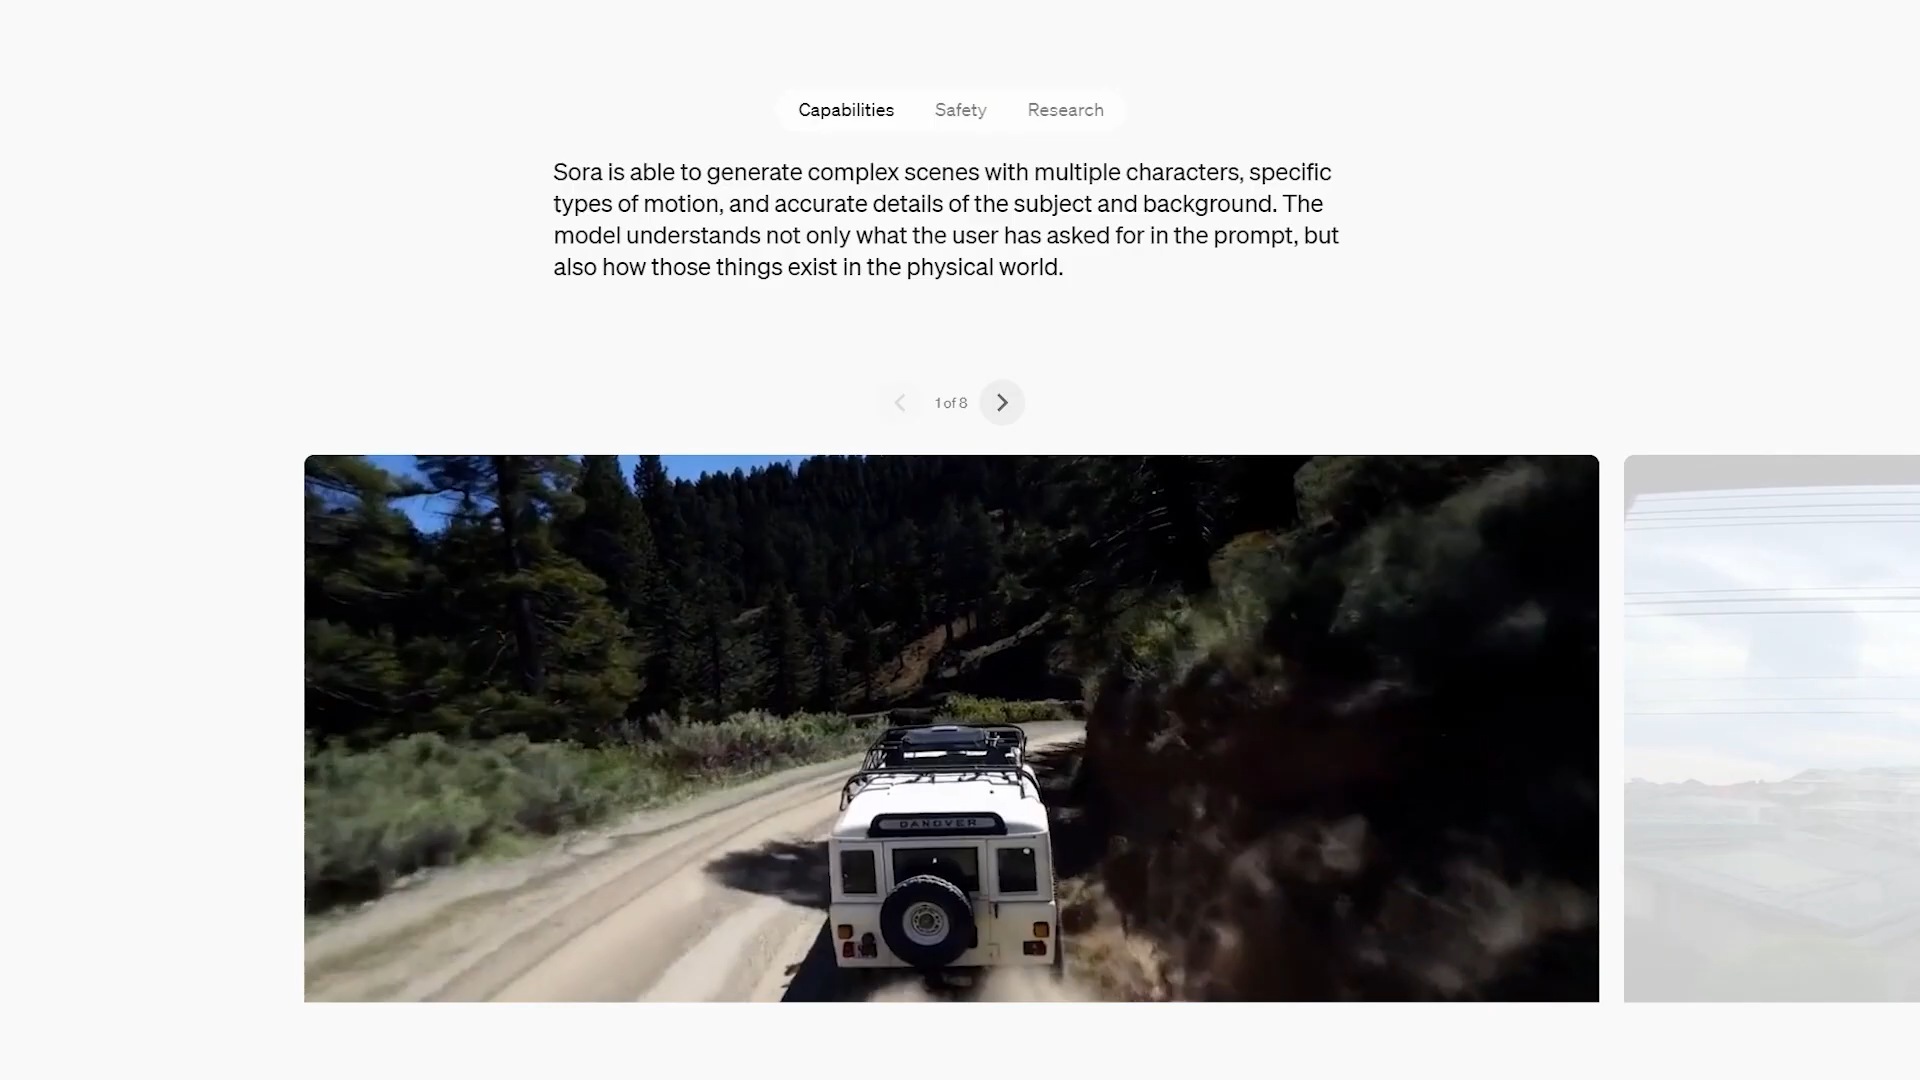 Capabilities Safety Research
Sora is able to generate complex scenes with multiple characters, specific
types of motion, and accurate details of the subject and background. The
model understands not only what the user has asked for in the prompt, but
also how those things exist in the physical world.
1 of 8
DANOVER